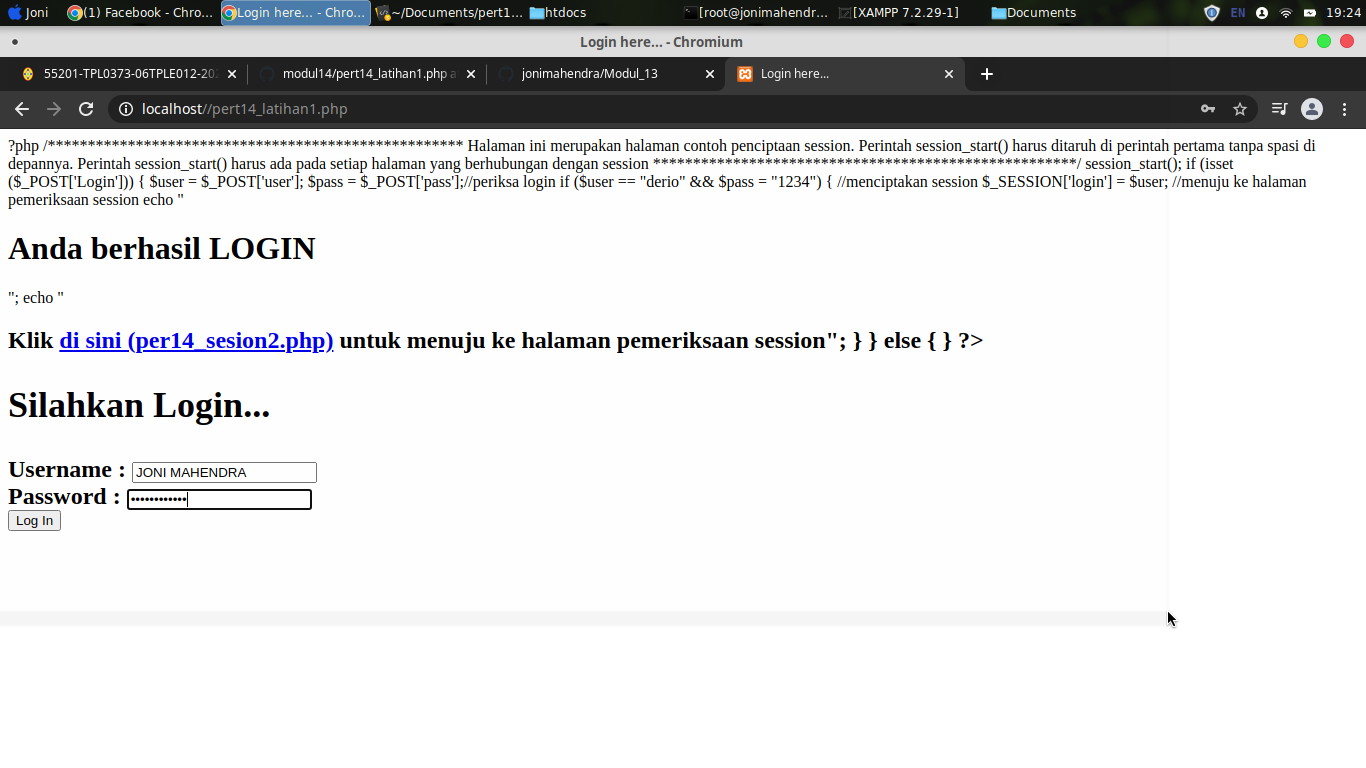 Joni
(1) Facebook - Chro...
Login here... - Chro...
~/Documents/pert1...
htdocs
[root@jonimahendr...
[XAMPP 7.2.29-1]
Documents
EN
19:24
Login here... - Chromium
55201-TPL0373-06TPLE012-202
modul14/pert14_latihan1.php a
jonimahendra/Modul_13
Login here...
localhost//pert14_latihan1.php
?php /**************************************************** Halaman ini merupakan halaman contoh penciptaan session. Perintah session_start() harus ditaruh di perintah pertama tanpa spasi di
depannya. Perintah session_start() harus ada pada setiap halaman yang berhubungan dengan session *****************************************************/ session_start(); if (isset
($_POST['Login'])) { $user = $_POST['user']; $pass = $_POST['pass'];//periksa login if ($user == "derio" && $pass = "1234") { //menciptakan session $_SESSION['login'] = $user; //menuju ke halaman
pemeriksaan session echo "
Anda berhasil LOGIN
"; echo "
Klik di sini (per14_sesion2.php) untuk menuju ke halaman pemeriksaan session"; } } else { } ?>
Silahkan Login...
Username : JONI MAHENDRA
Password : ••••••••••••
Log In